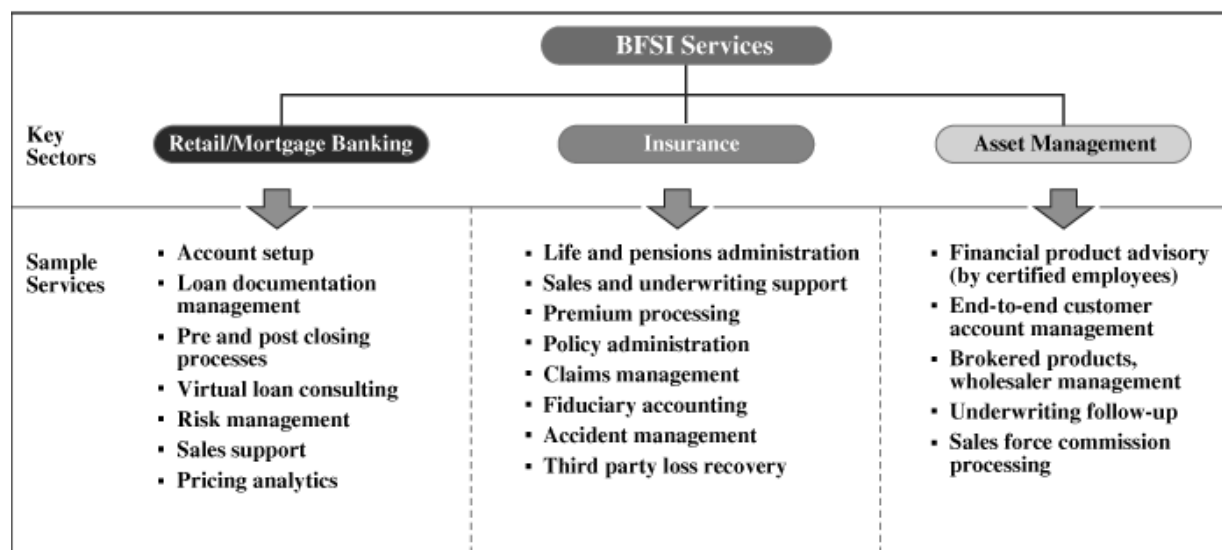 BFSI Services
Key
Sectors
Retail/Mortgage Banking
Insurance
Asset Management
Sample
Services
▪ Account setup
▪ Loan documentation
management
▪ Pre and post closing
processes
▪ Virtual loan consulting
▪ Risk management
▪ Sales support
▪ Pricing analytics
▪ Life and pensions administration
▪ Sales and underwriting support
▪ Premium processing
▪ Policy administration
▪ Claims management
▪ Fiduciary accounting
▪ Accident management
▪ Third party loss recovery
▪ Financial product advisory
(by certified employees)
▪ End-to-end customer
account management
▪ Brokered products,
wholesaler management
▪ Underwriting follow-up
▪ Sales force commission
processing